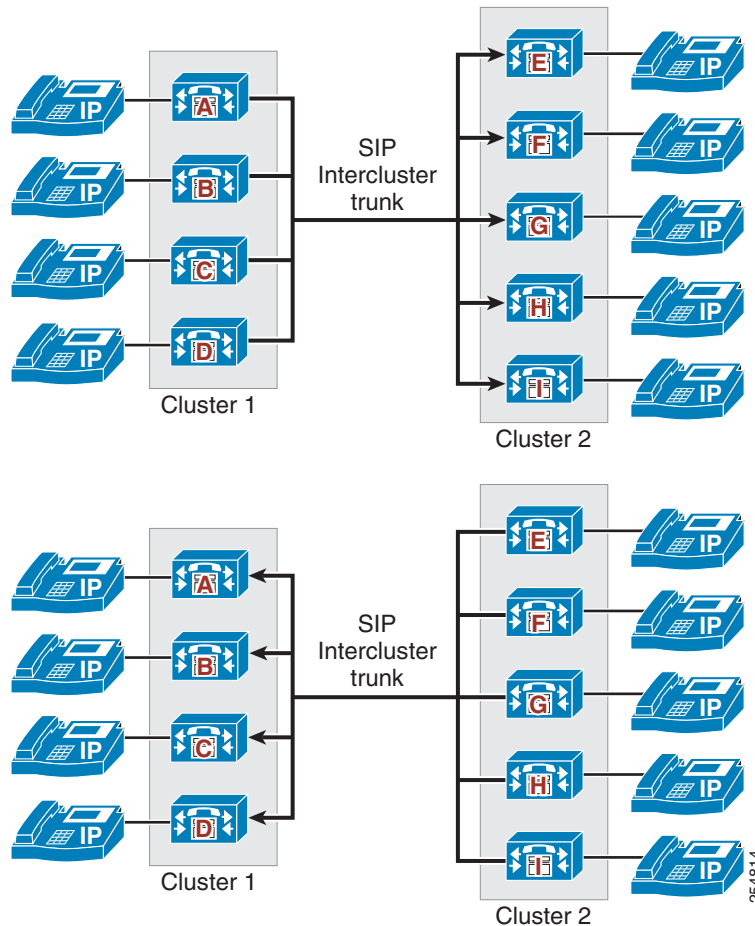 IP A E IP
IP B F IP
SIP
Intercluster
trunk
IP C G IP
IP D H IP
I IP
Cluster 1
Cluster 2
IP A E IP
IP B F IP
SIP
Intercluster
trunk
IP C G IP
IP D H IP
I IP
Cluster 1
Cluster 2
254814